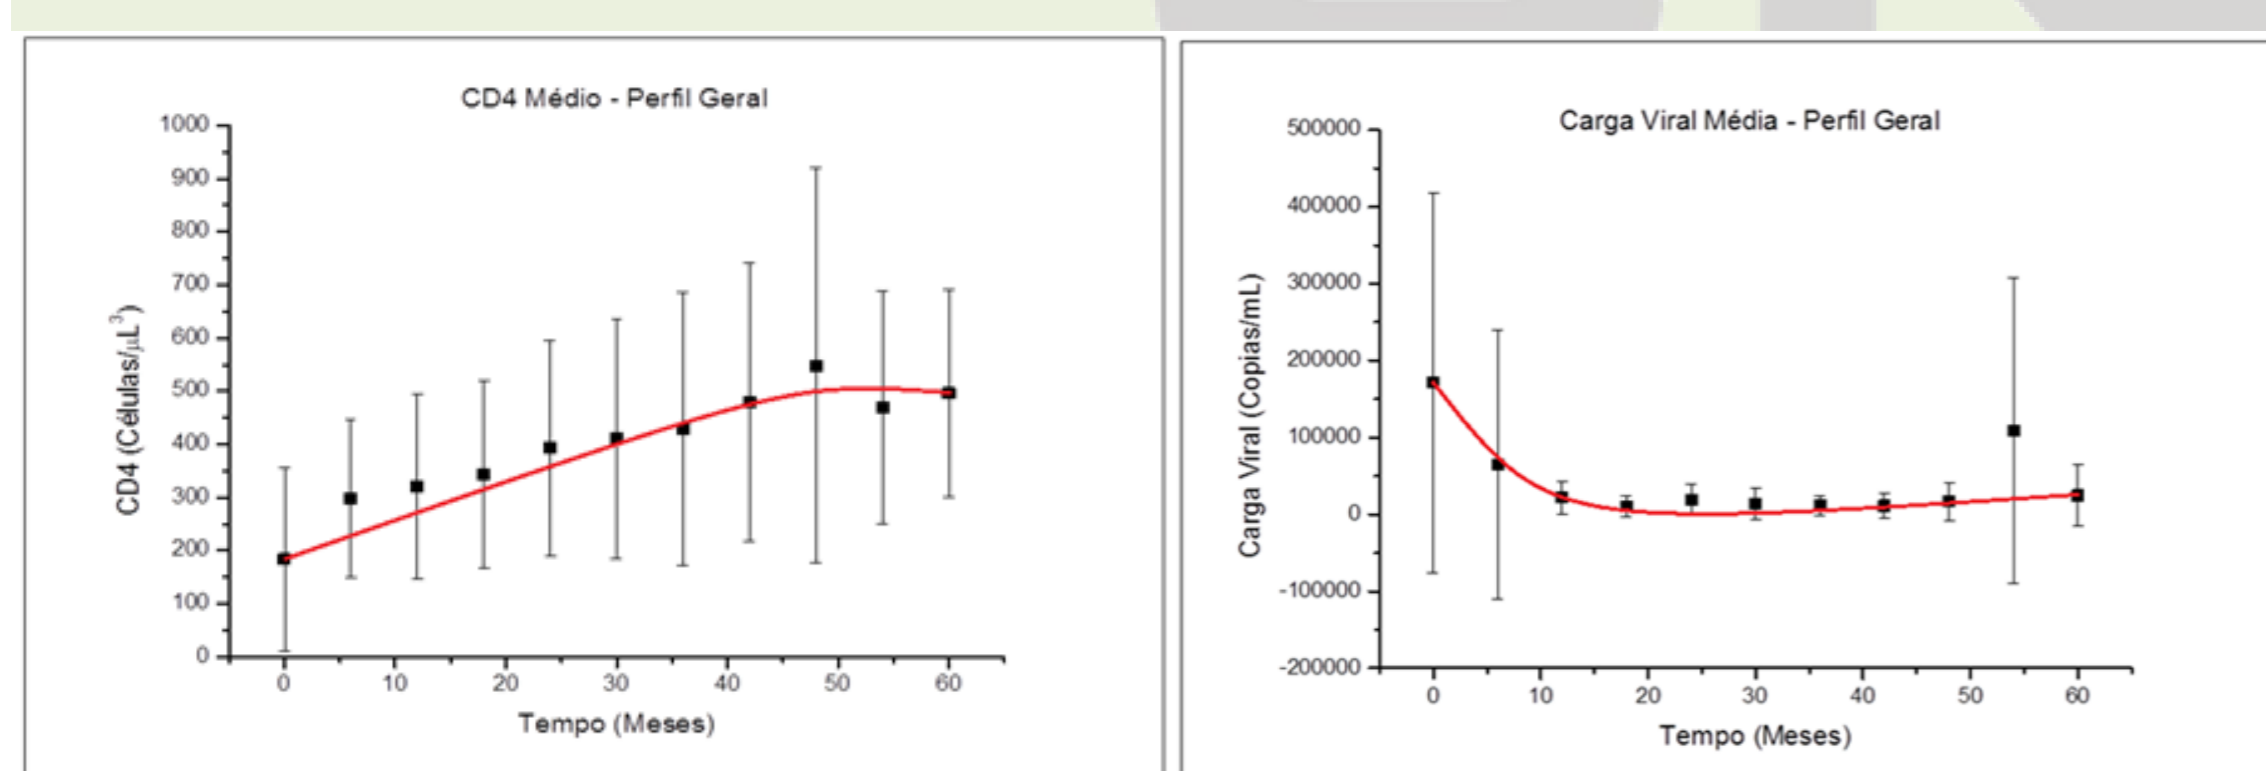 CD4 Médio - Perfil Geral
1000
900
800
700
600
500
400
300
200
100
0
CD4 (Células/µL³)
0 10 20 30 40 50 60
Tempo (Meses)
Carga Viral Média - Perfil Geral
500000
400000
300000
200000
100000
0
-100000
-200000
Carga Viral (Copias/mL)
0 10 20 30 40 50 60
Tempo (Meses)